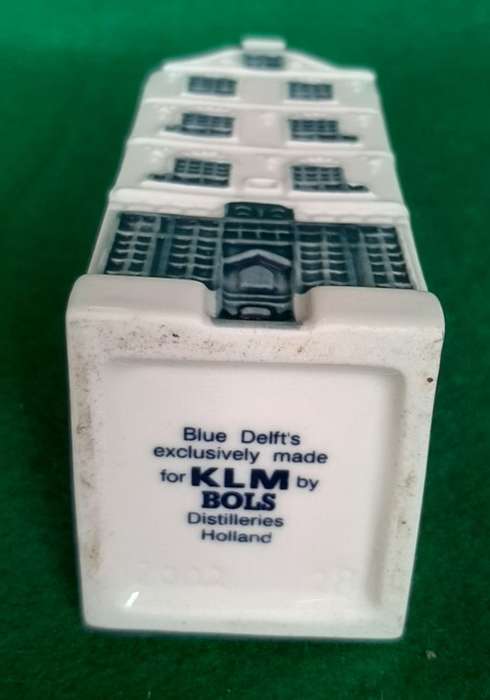 Blue Delft's
exclusively made
for KLM by
BOLS
Distilleries
Holland